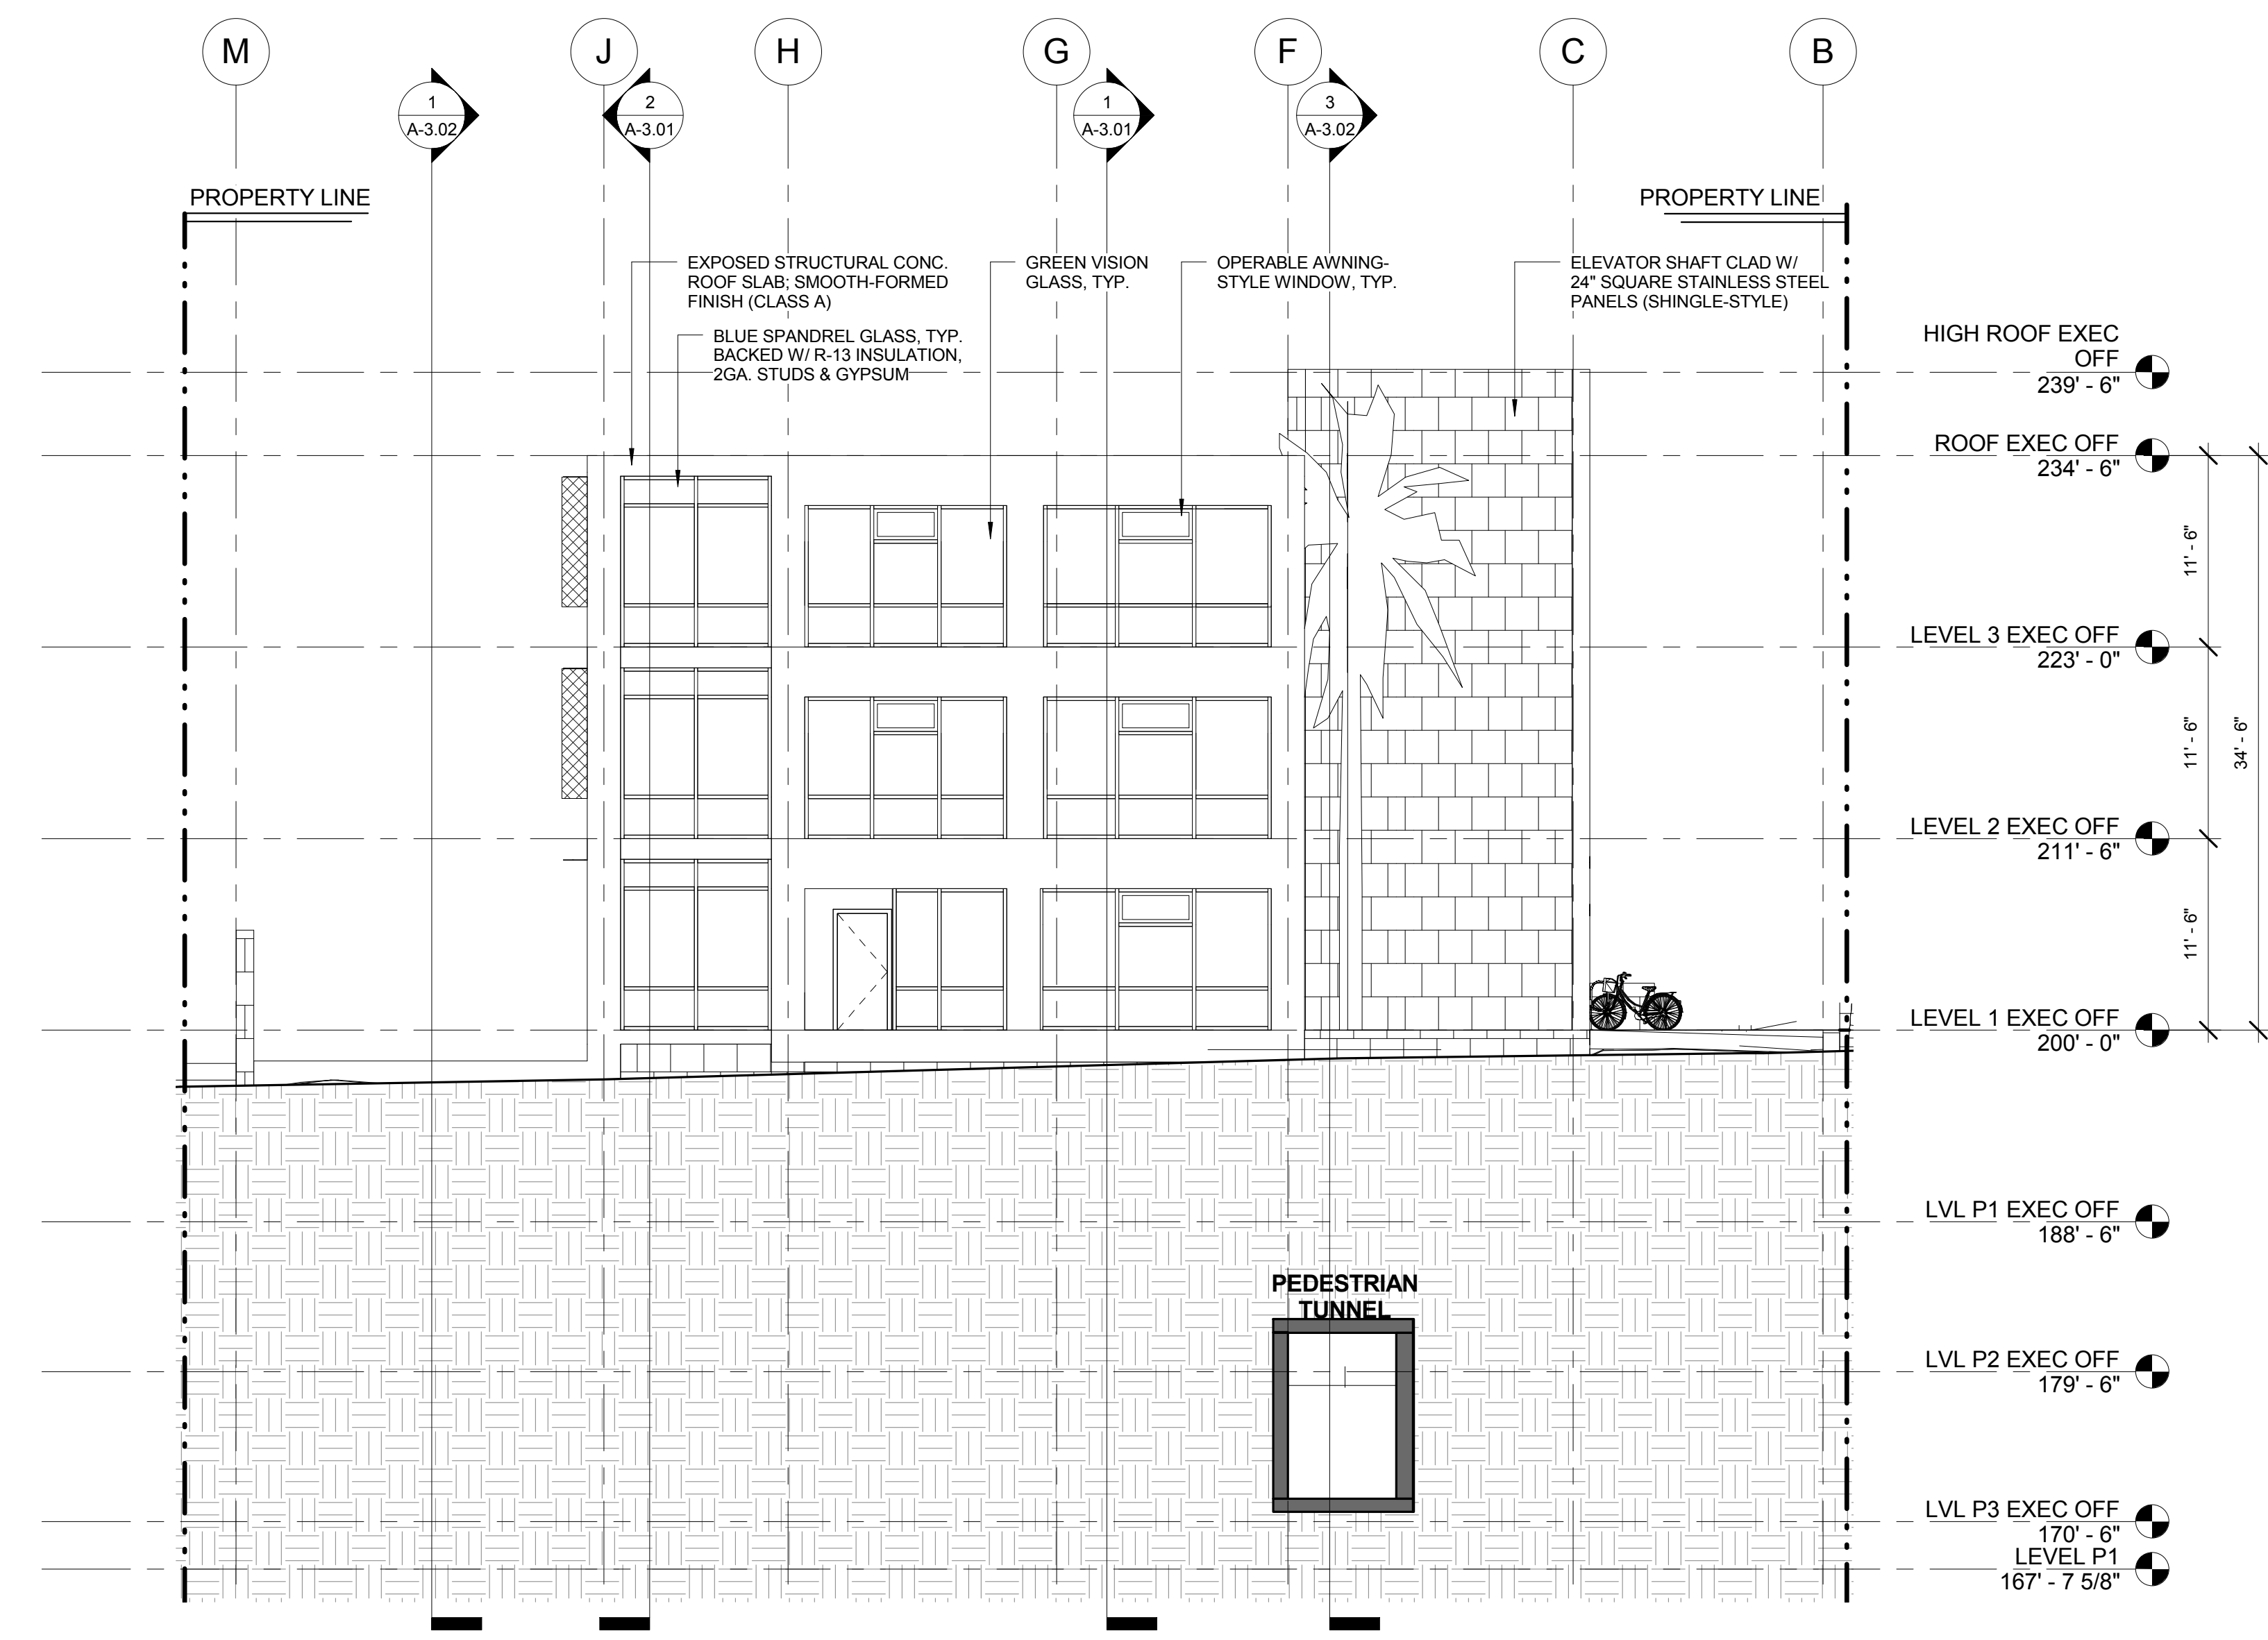 M
J
H
G
F
C
B
1
A-3.02
2
A-3.01
1
A-3.01
3
A-3.02
PROPERTY LINE
PROPERTY LINE
EXPOSED STRUCTURAL CONC.
ROOF SLAB; SMOOTH-FORMED
FINISH (CLASS A)
BLUE SPANDREL GLASS, TYP.
BACKED W/ R-13 INSULATION,
2GA. STUDS & GYPSUM
GREEN VISION
GLASS, TYP.
OPERABLE AWNING-
STYLE WINDOW, TYP.
ELEVATOR SHAFT CLAD W/
24" SQUARE STAINLESS STEEL
PANELS (SHINGLE-STYLE)
HIGH ROOF EXEC
OFF
239' - 6"
ROOF EXEC OFF
234' - 6"
11' - 6"
LEVEL 3 EXEC OFF
223' - 0"
11' - 6"
34' - 6"
LEVEL 2 EXEC OFF
211' - 6"
11' - 6"
LEVEL 1 EXEC OFF
200' - 0"
LVL P1 EXEC OFF
188' - 6"
PEDESTRIAN
TUNNEL
LVL P2 EXEC OFF
179' - 6"
LVL P3 EXEC OFF
170' - 6"
LEVEL P1
167' - 7 5/8"